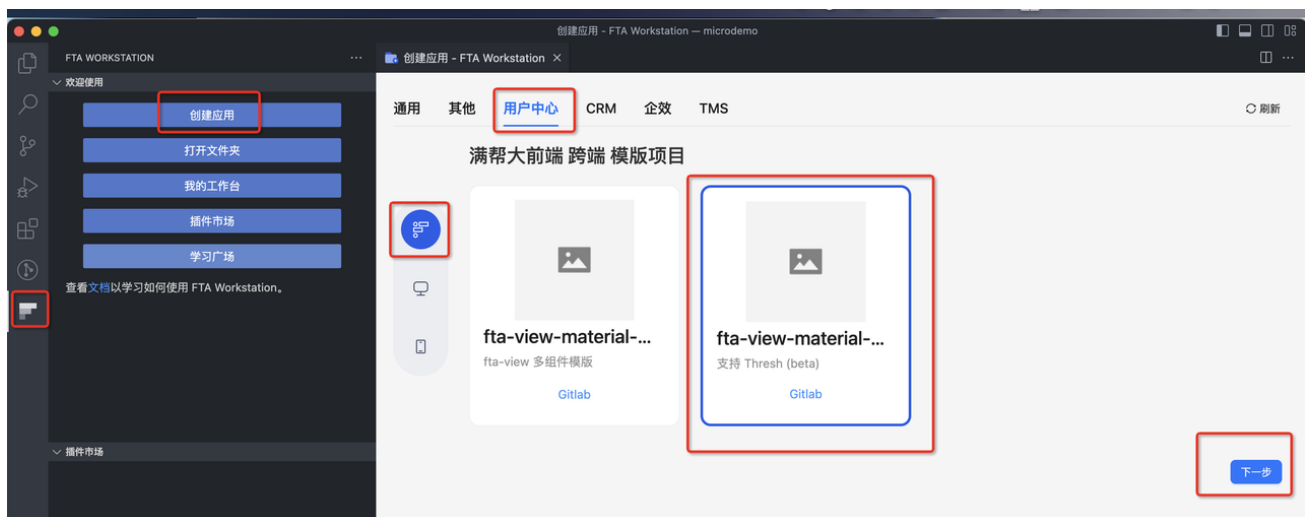 创建应用 - FTA Workstation — microdemo
FTA WORKSTATION
创建应用 - FTA Workstation
欢迎使用
创建应用
打开文件夹
我的工作台
插件市场
学习广场
查看文档以学习如何使用 FTA Workstation。
插件市场
通用 其他 用户中心 CRM 企效 TMS
刷新
满帮大前端 跨端 模版项目
fta-view-material-...
fta-view 多组件模版
Gitlab
fta-view-material-...
支持 Thresh (beta)
Gitlab
下一步